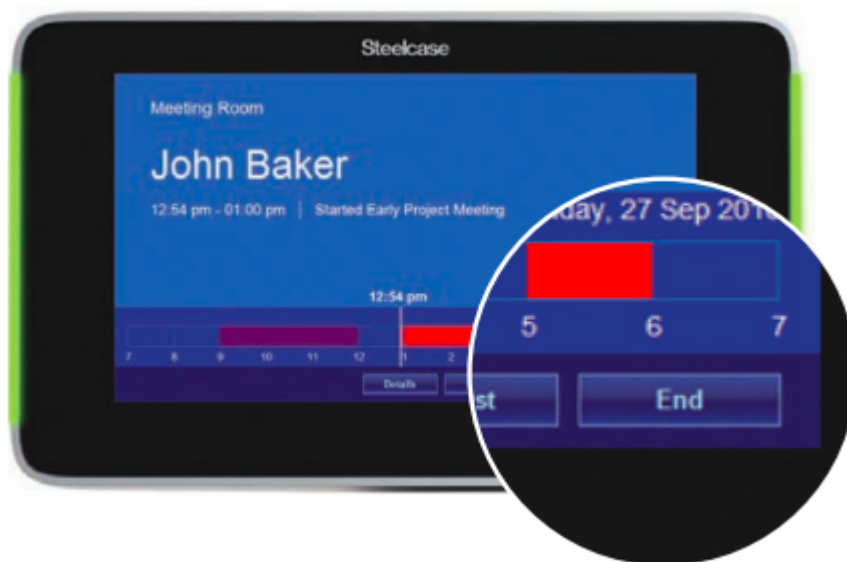 Steelcase
Meeting Room
John Baker
12:54 pm - 01:00 pm | Started Early Project Meeting
day, 27 Sep
12:54 pm
7 8 9 10 11 12 1 2
5 6 7
Details
st End